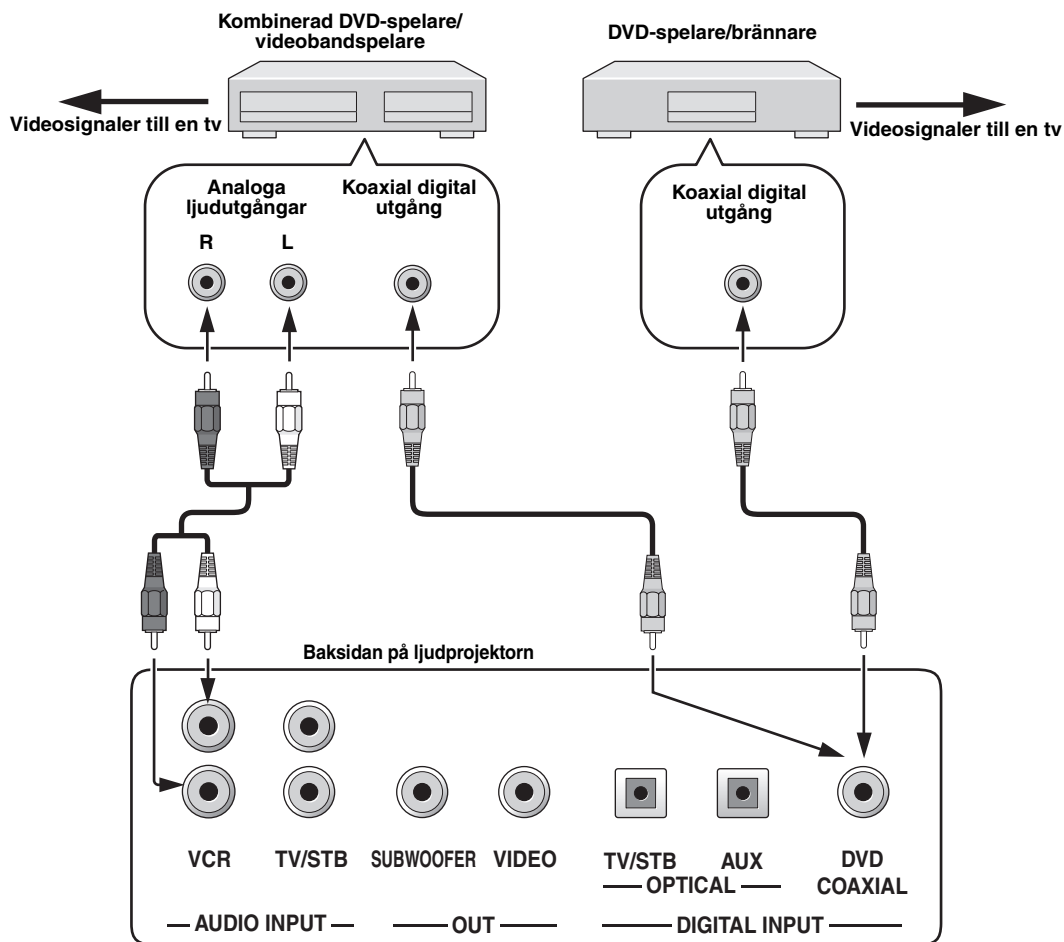 Kombinerad DVD-spelare/
videobandspelare
DVD-spelare/brännare
Videosignaler till en tv
Videosignaler till en tv
Analoga
ljudutgångar
R
L
Koaxial digital
utgång
Koaxial digital
utgång
Baksidan på ljudprojektorn
VCR
TV/STB
SUBWOOFER
VIDEO
TV/STB
AUX
DVD
OPTICAL
COAXIAL
AUDIO INPUT
OUT
DIGITAL INPUT